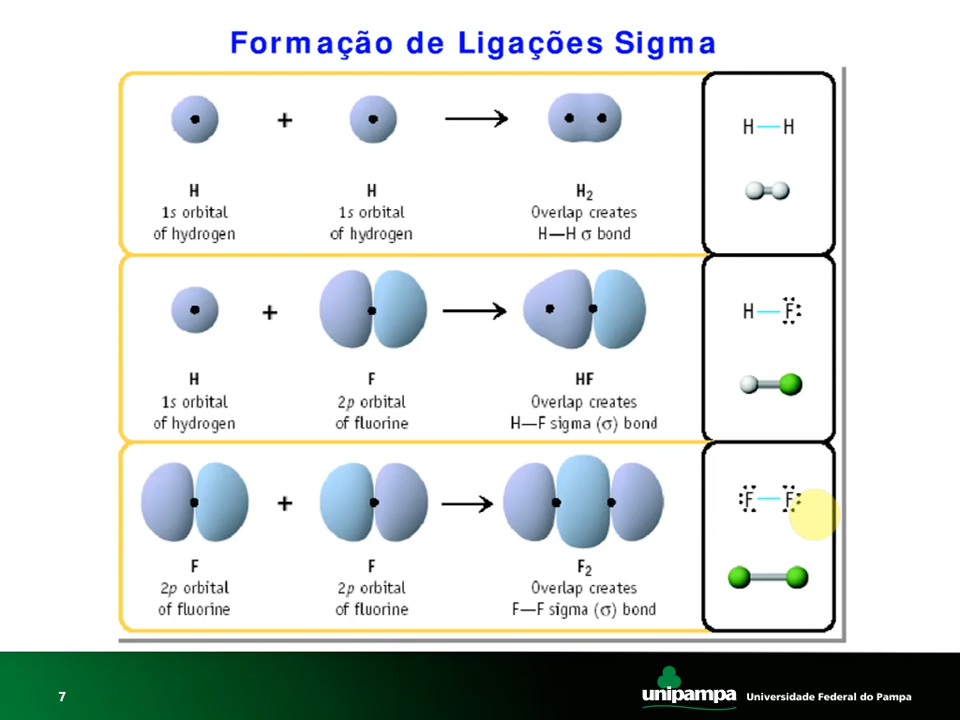 Formação de Ligações Sigma
+
H
1s orbital
of hydrogen
H
1s orbital
of hydrogen
H₂
Overlap creates
H—H σ bond
H—H
+
H
1s orbital
of hydrogen
F
2p orbital
of fluorine
HF
Overlap creates
H—F sigma (σ) bond
H—F
+
F
2p orbital
of fluorine
F
2p orbital
of fluorine
F₂
Overlap creates
F—F sigma (σ) bond
F—F
7
unipampa
Universidade Federal do Pampa